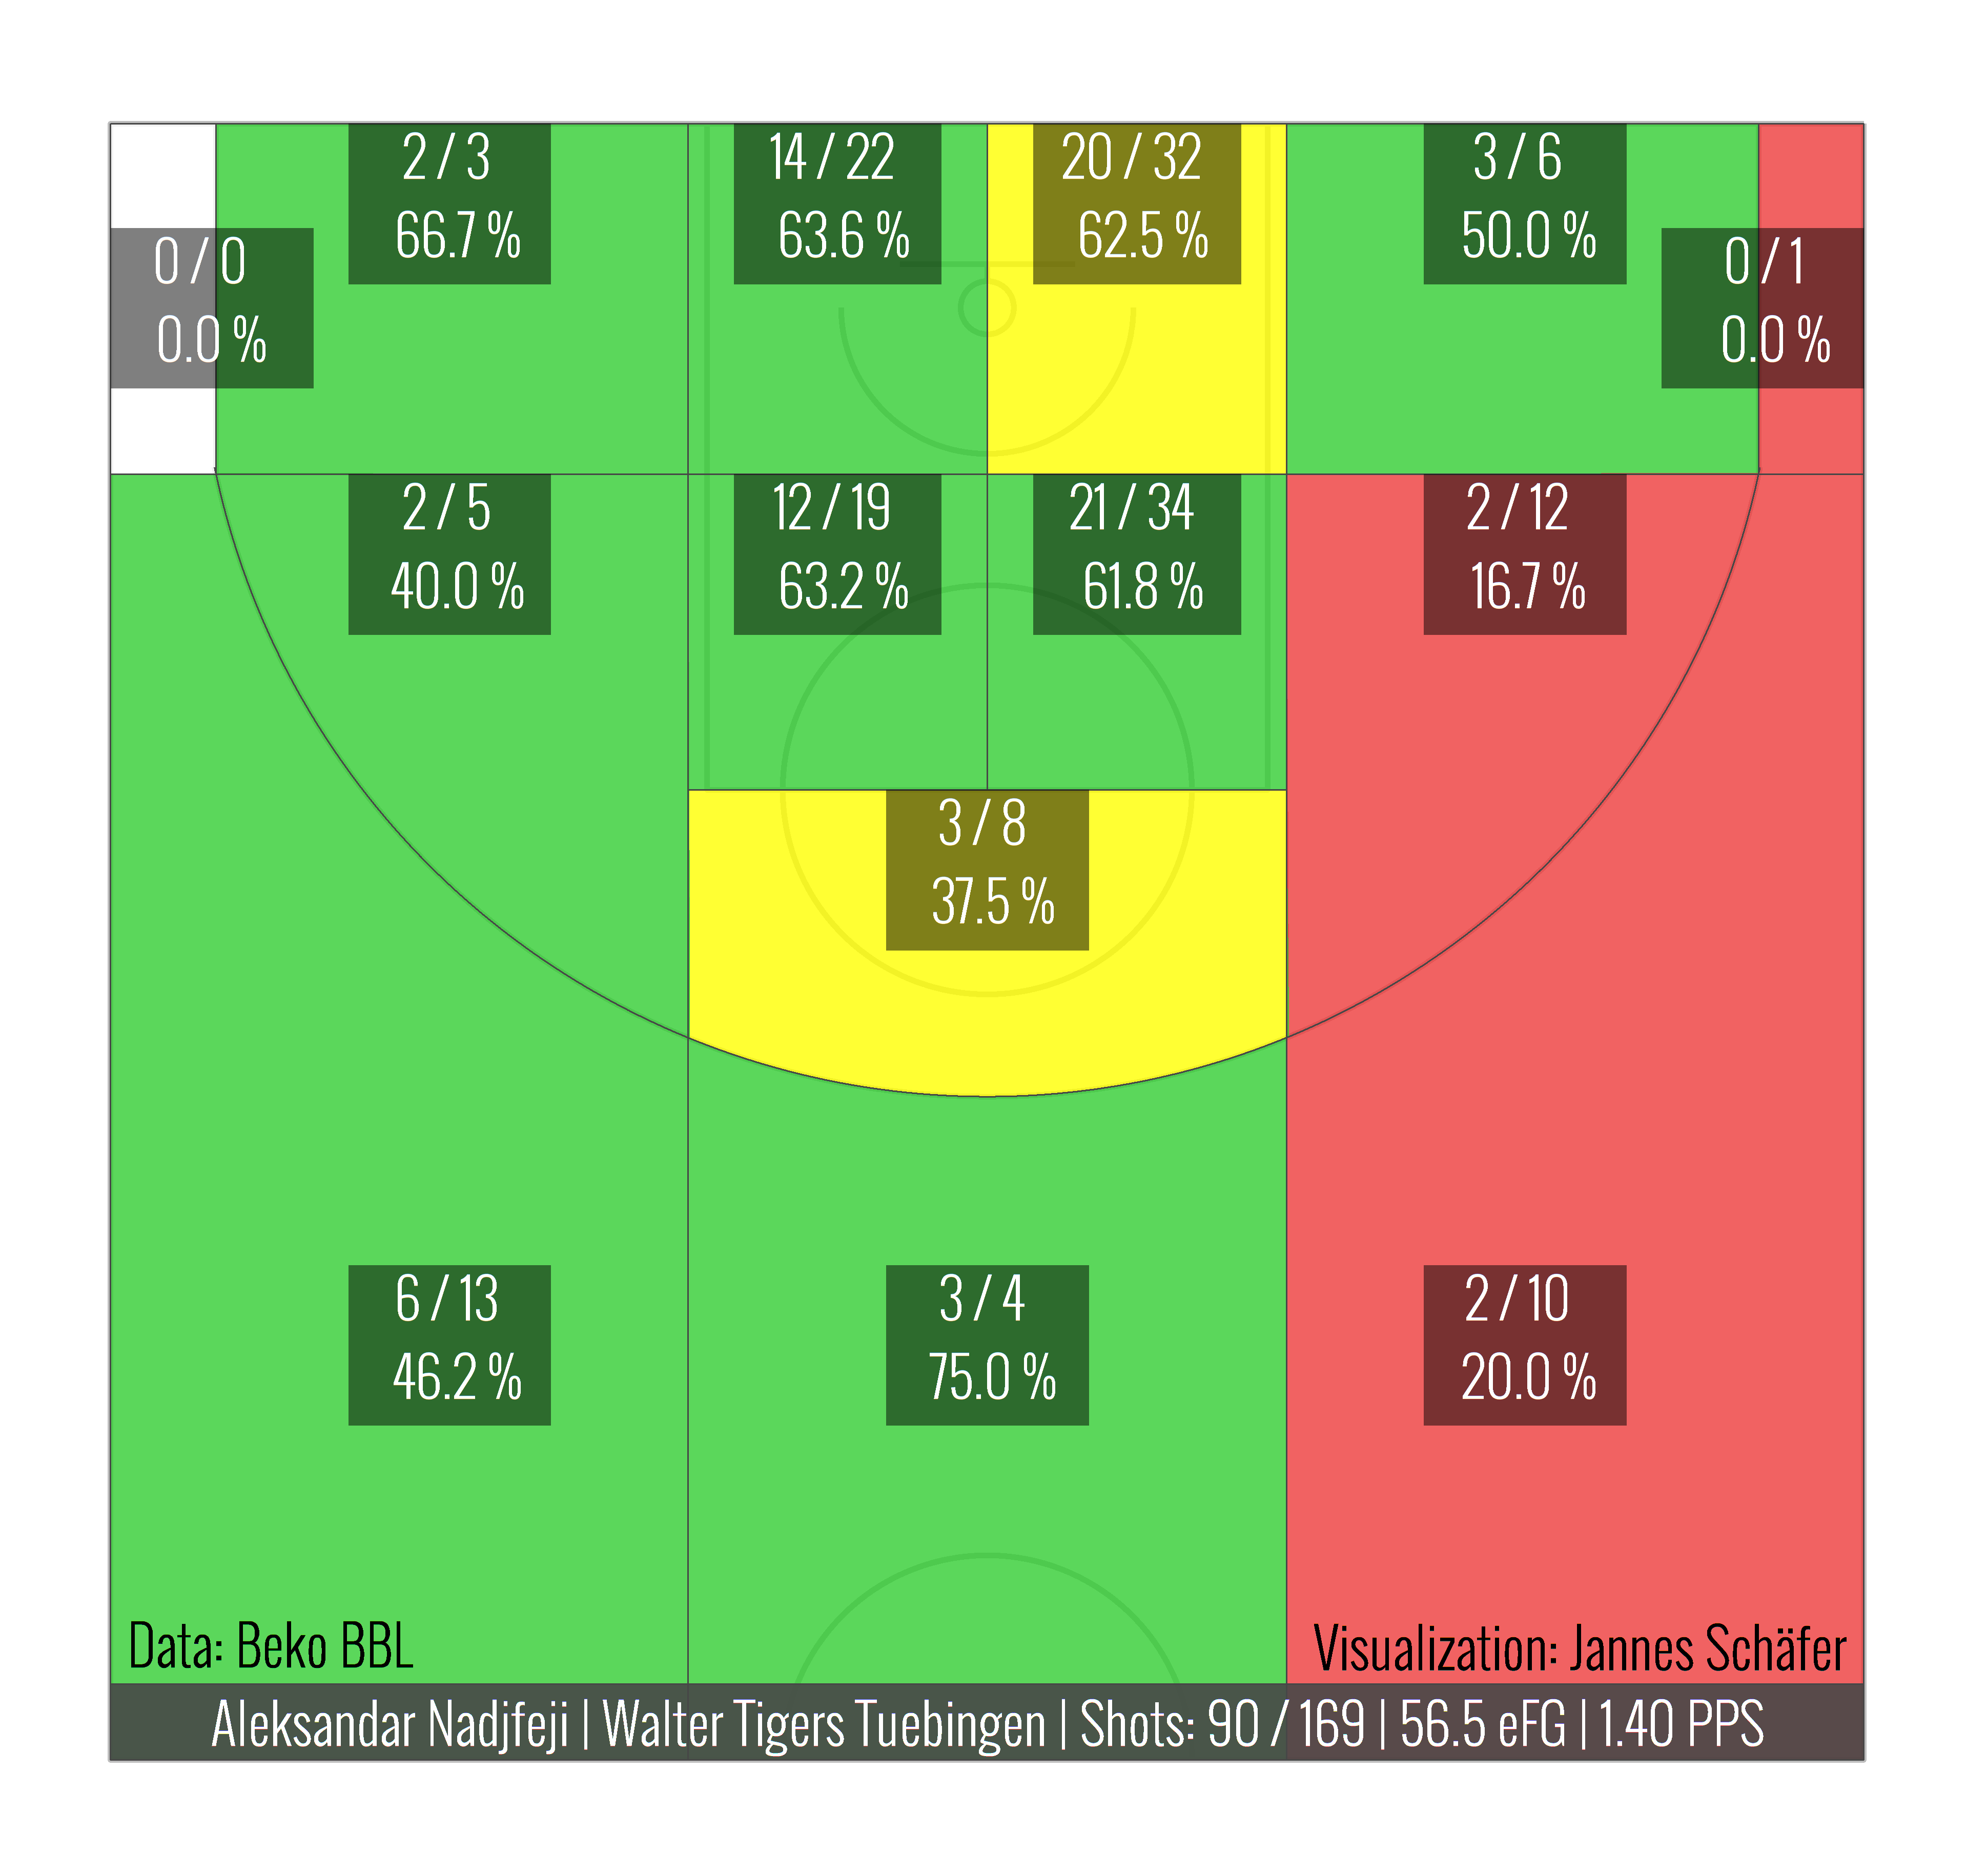 2 / 3
66.7 %
14 / 22
63.6 %
20 / 32
62.5 %
3 / 6
50.0 %
0 / 0
0.0 %
0 / 1
0.0 %
2 / 5
40.0 %
12 / 19
63.2 %
21 / 34
61.8 %
2 / 12
16.7 %
3 / 8
37.5 %
6 / 13
46.2 %
3 / 4
75.0 %
2 / 10
20.0 %
Data: Beko BBL
Visualization: Jannes Schäfer
Aleksandar Nadjfeji | Walter Tigers Tuebingen | Shots: 90 / 169 | 56.5 eFG | 1.40 PPS